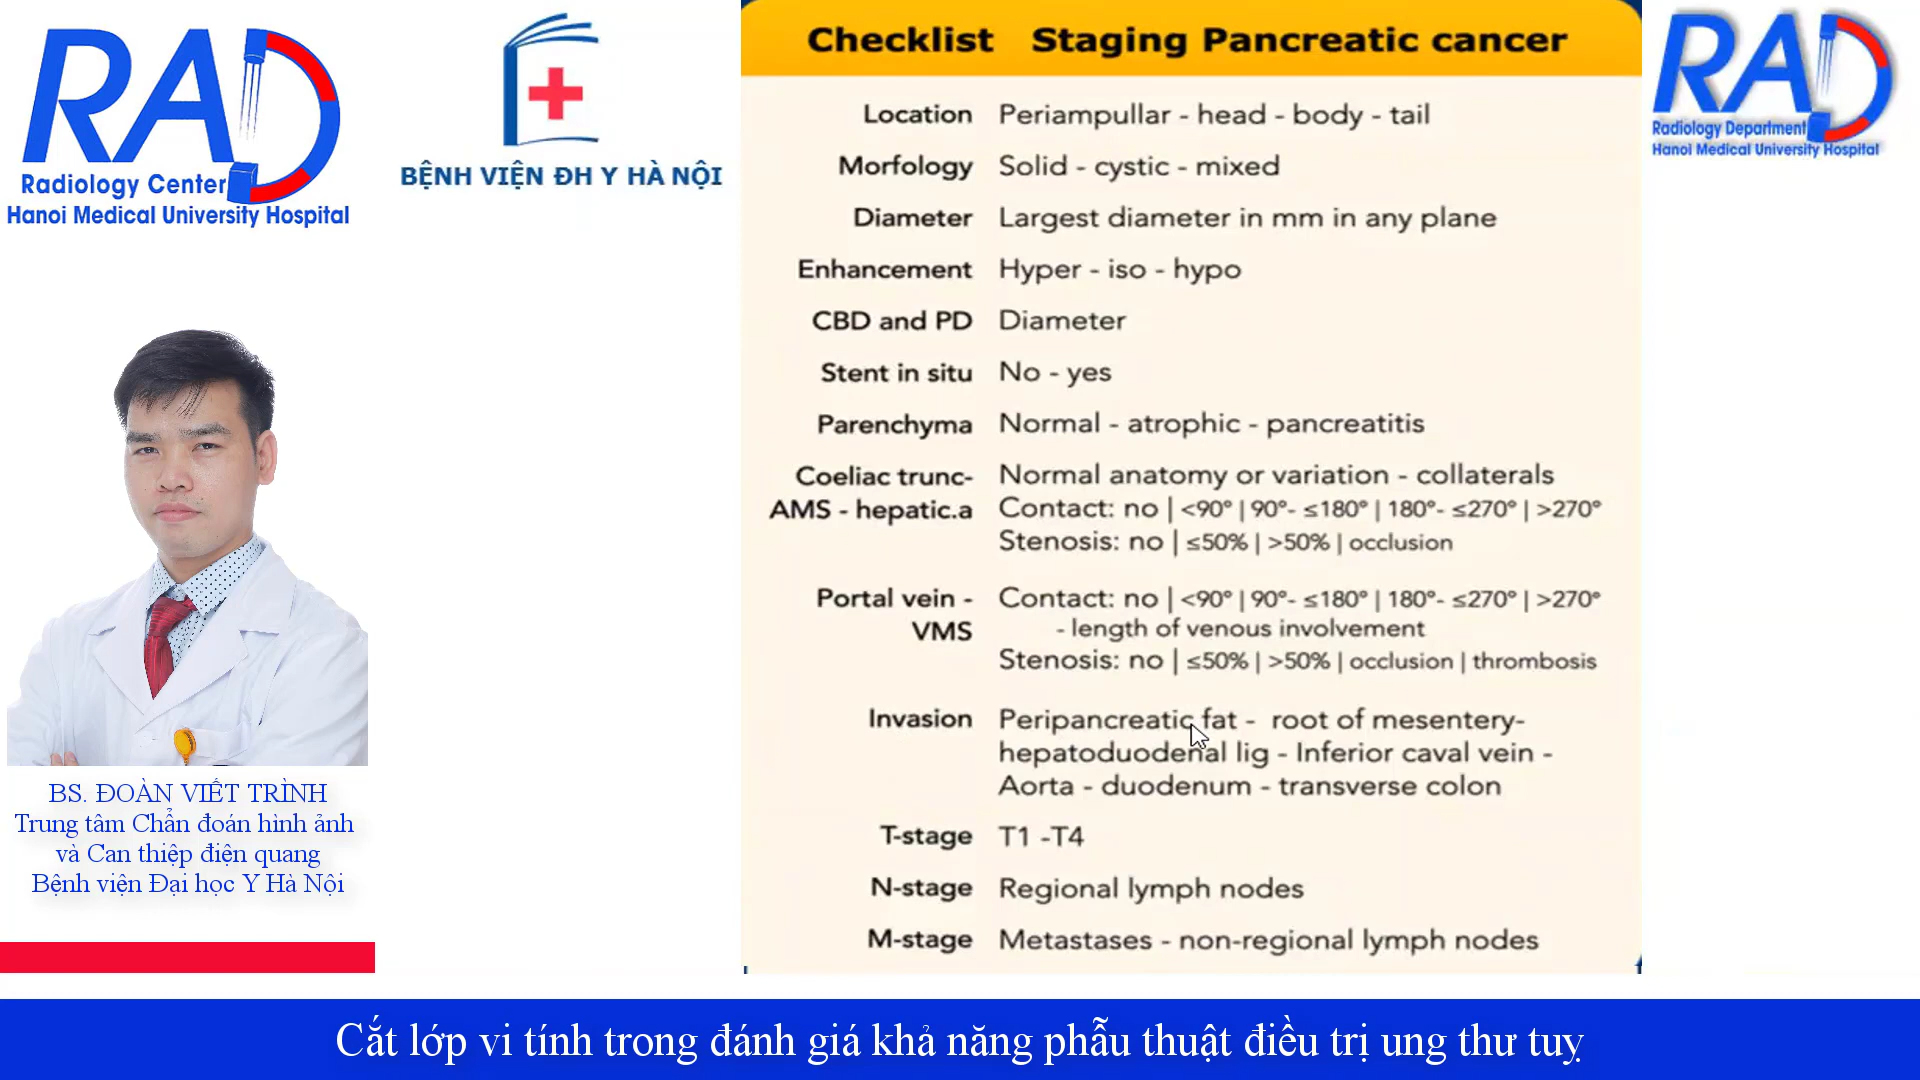 RAD
Radiology Center
Hanoi Medical University Hospital
BỆNH VIỆN ĐH Y HÀ NỘI
Checklist Staging Pancreatic cancer
Location Periampullar - head - body - tail
Morfology Solid - cystic - mixed
Diameter Largest diameter in mm in any plane
Enhancement Hyper - iso - hypo
CBD and PD Diameter
Stent in situ No - yes
Parenchyma Normal - atrophic - pancreatitis
Coeliac trunc- Normal anatomy or variation - collaterals
AMS - hepatic.a Contact: no | <90° | 90°- ≤180° | 180°- ≤270° | >270°
Stenosis: no | ≤50% | >50% | occlusion
Portal vein - Contact: no | <90° | 90°- ≤180° | 180°- ≤270° | >270°
VMS - length of venous involvement
Stenosis: no | ≤50% | >50% | occlusion | thrombosis
Invasion Peripancreatic fat - root of mesentery-
hepatoduodenal lig - Inferior caval vein -
Aorta - duodenum - transverse colon
T-stage T1 -T4
N-stage Regional lymph nodes
M-stage Metastases - non-regional lymph nodes
RAD
Radiology Department
Hanoi Medical University Hospital
BS. ĐOÀN VIẾT TRÌNH
Trung tâm Chẩn đoán hình ảnh
và Can thiệp điện quang
Bệnh viện Đại học Y Hà Nội
Cắt lớp vi tính trong đánh giá khả năng phẫu thuật điều trị ung thư tuỵ